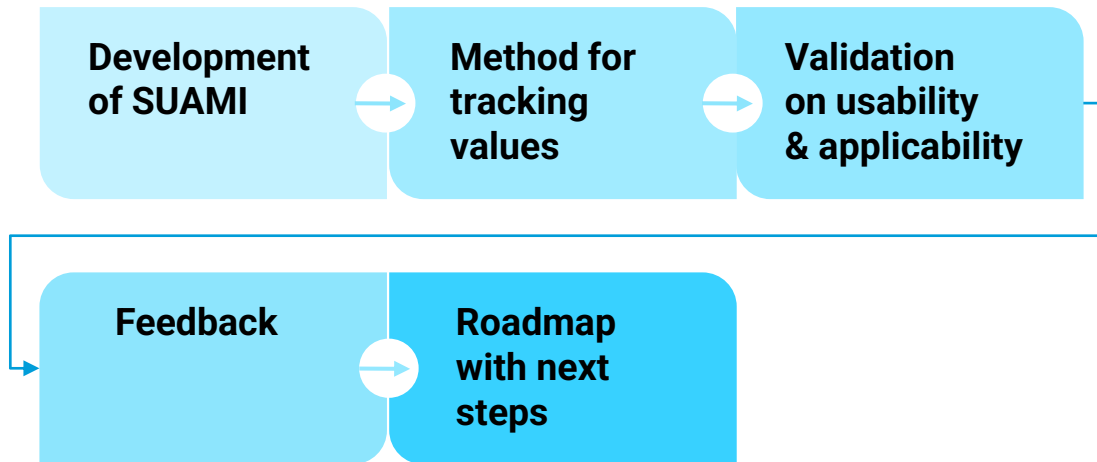 Development
of SUAMI
Method for
tracking
values
Validation
on usability
& applicability
Feedback
Roadmap
with next
steps